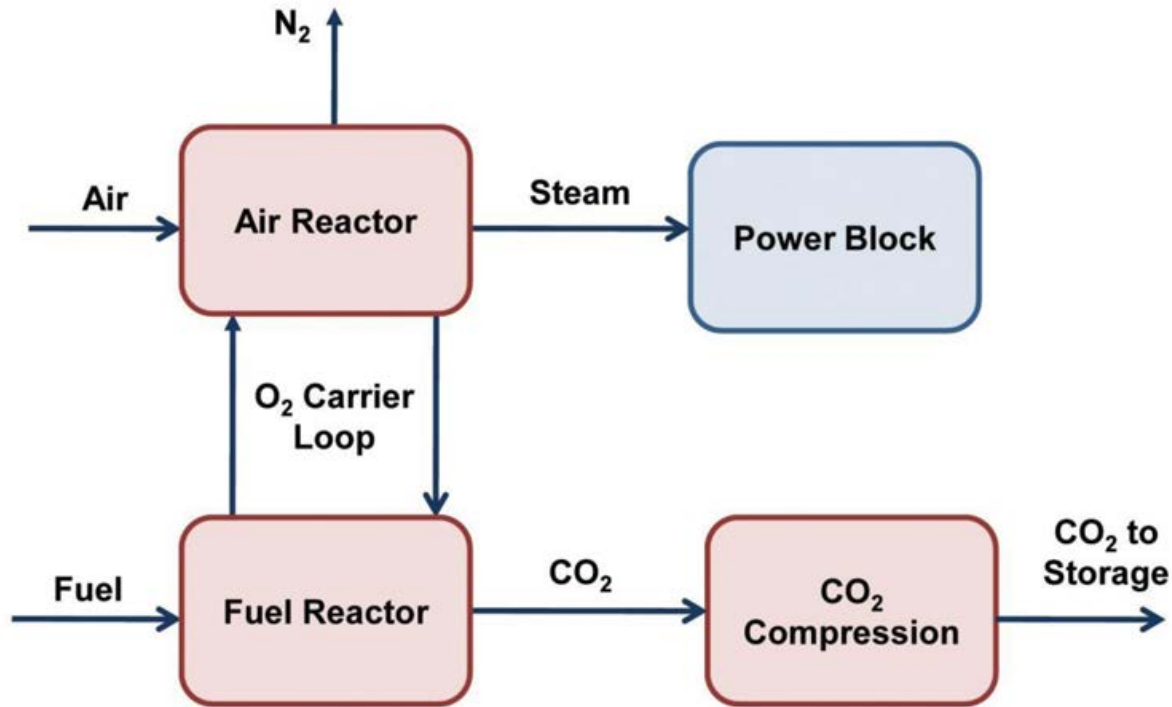 N₂
Air
Air Reactor
Steam
Power Block
O₂ Carrier
Loop
Fuel
Fuel Reactor
CO₂
CO₂
Compression
CO₂ to
Storage